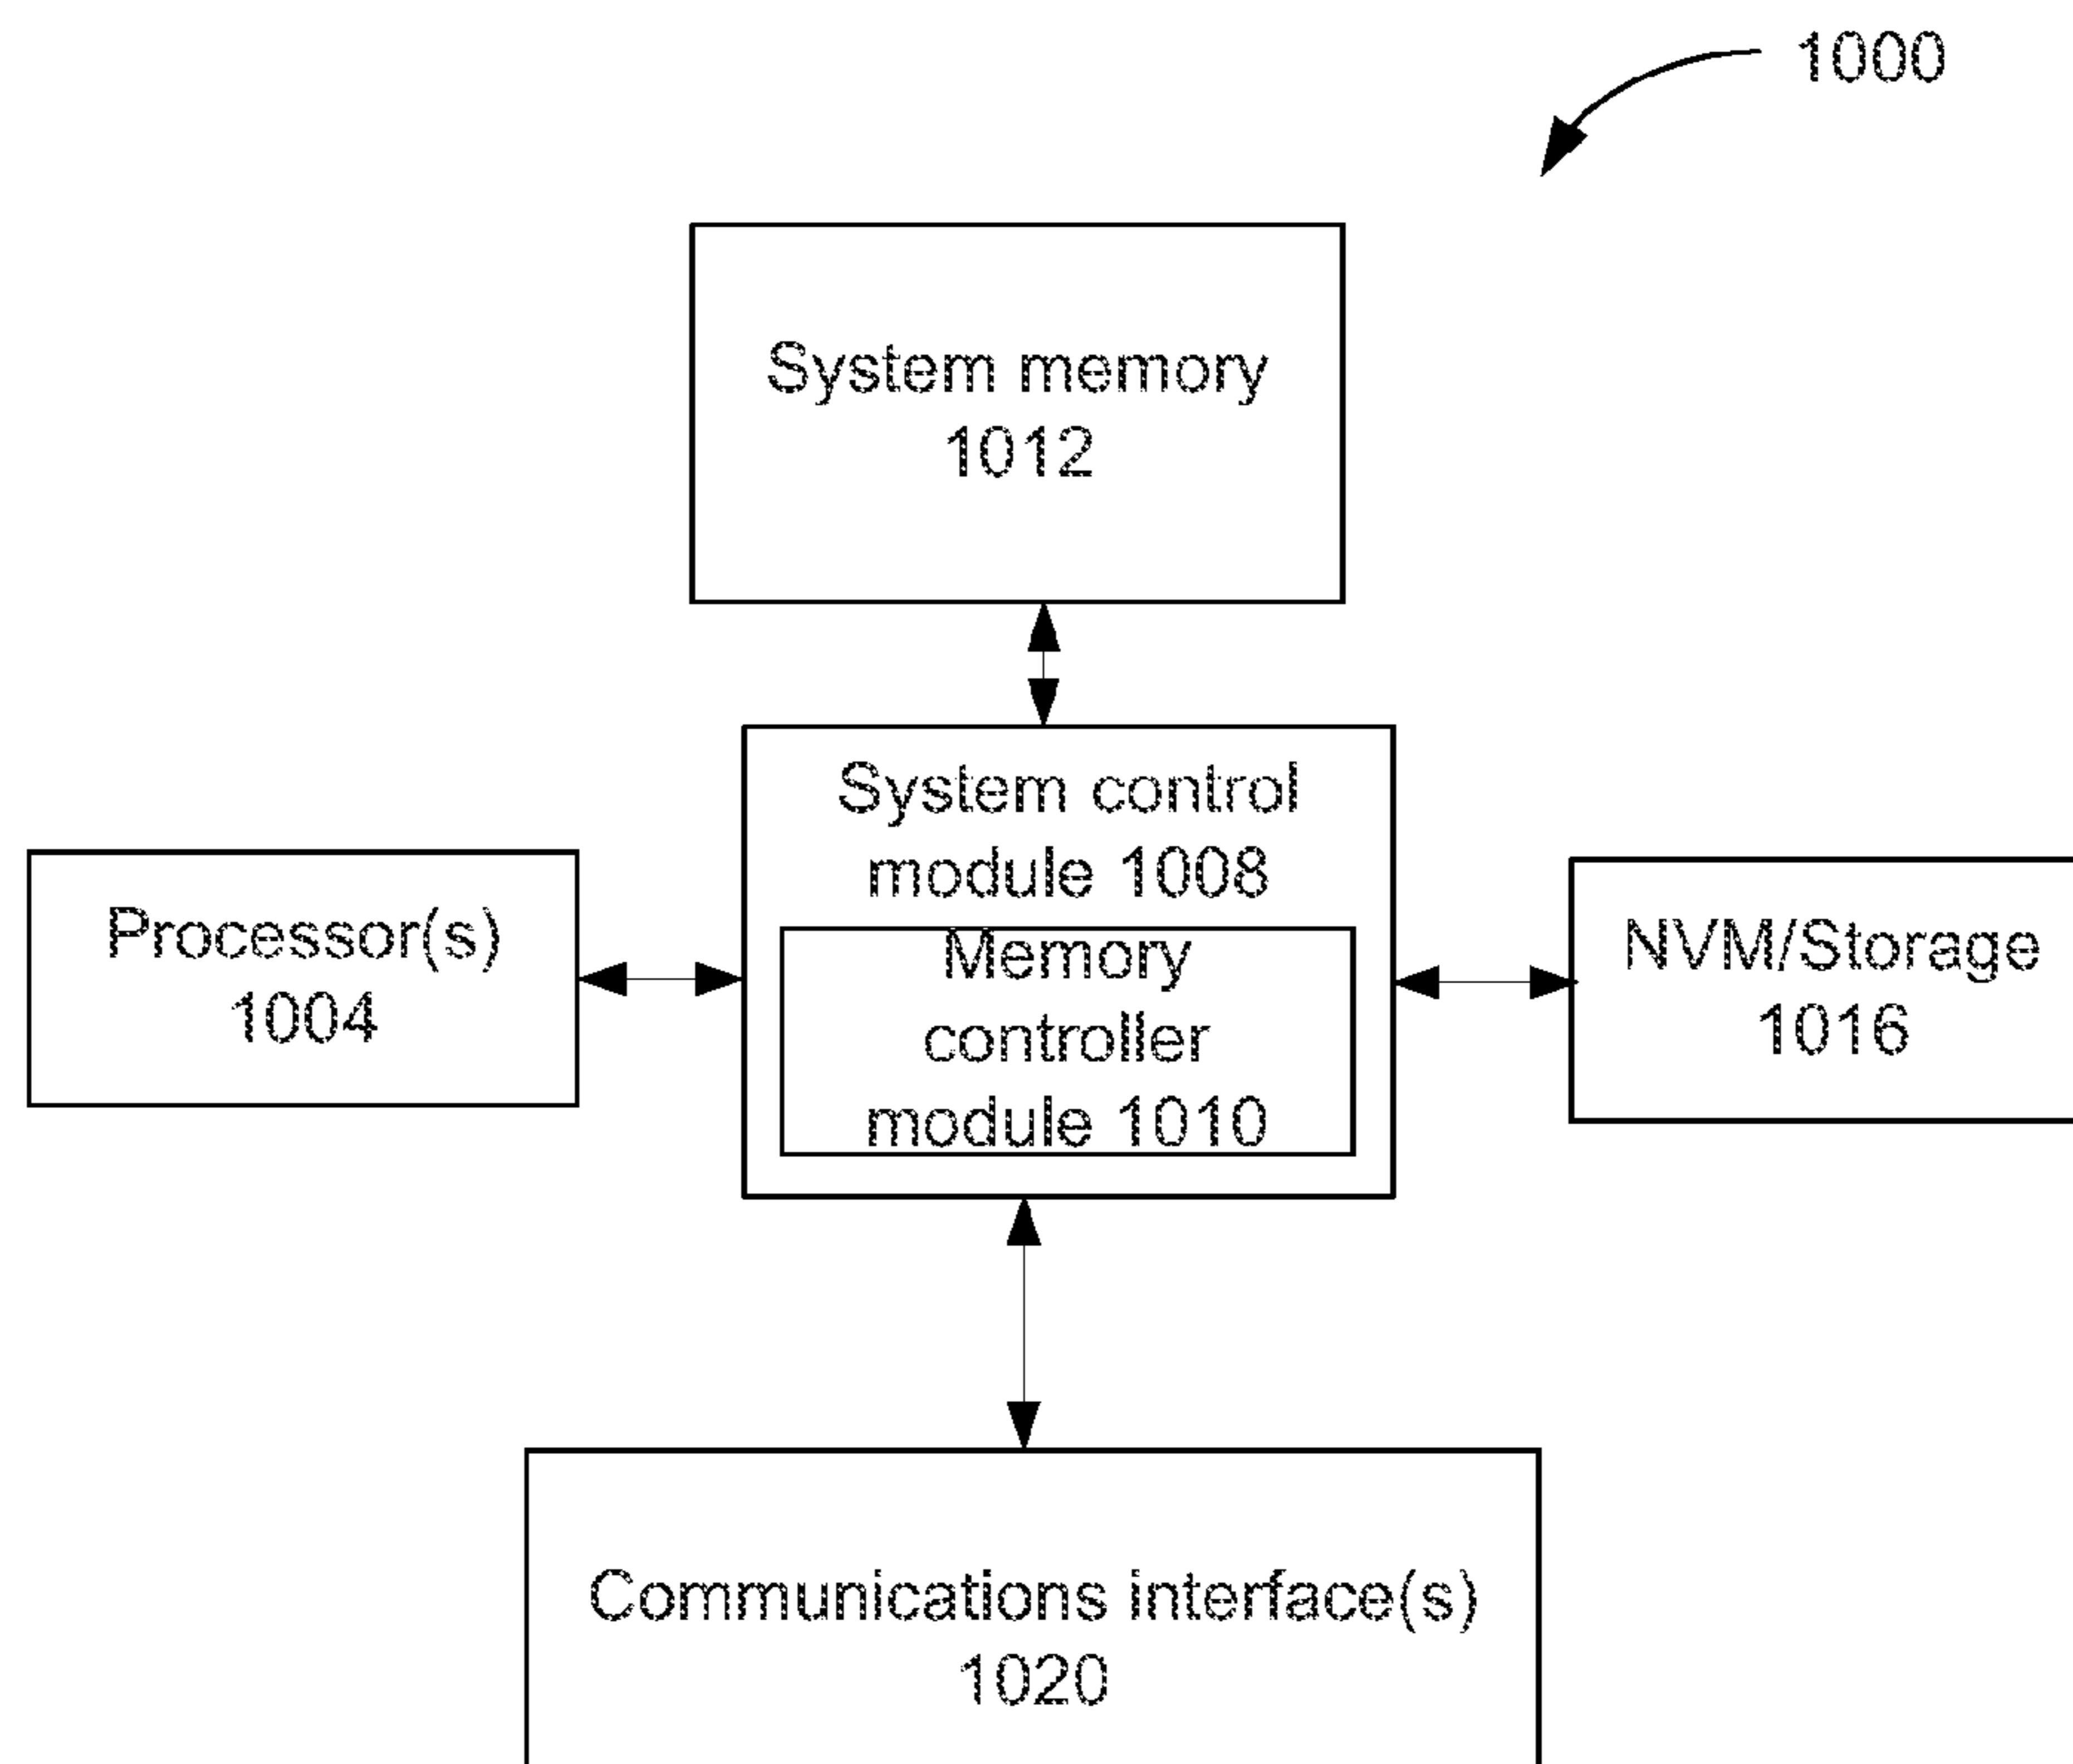 1000
System memory
1012
System control
module 1008
Memory
controller
module 1010
Processor(s)
1004
NVM/Storage
1016
Communications interface(s)
1020